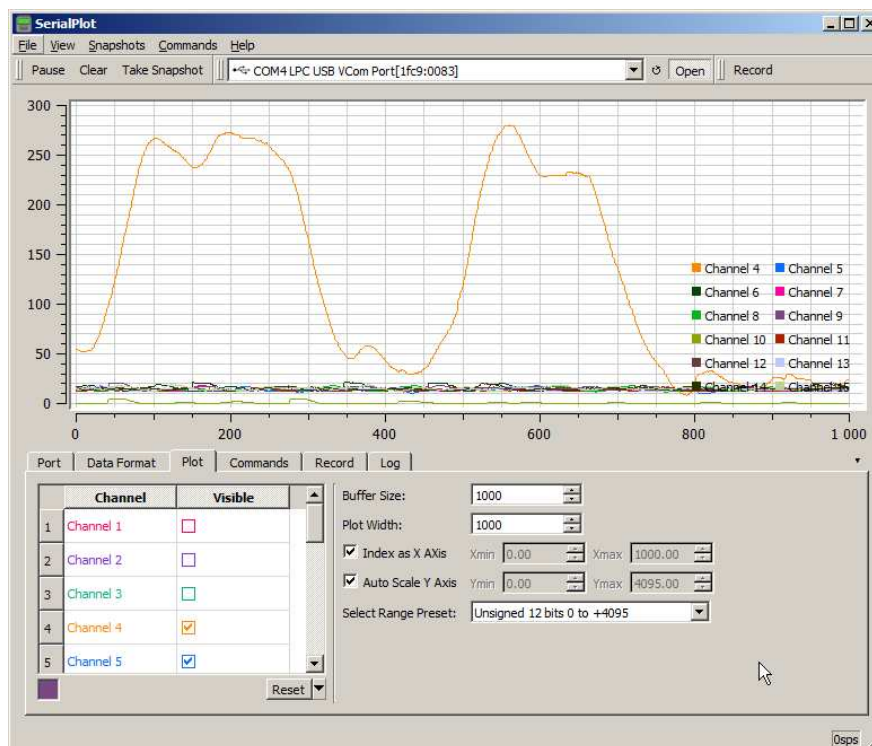 SerialPlot
File View Snapshots Commands Help
Pause Clear Take Snapshot COM4 LPC USB VCom Port[1fc9:0083] Open Record
300
250
200
150
100
50
0
Channel 4 Channel 5
Channel 6 Channel 7
Channel 8 Channel 9
Channel 10 Channel 11
Channel 12 Channel 13
Channel 14 Channel 15
0 200 400 600 800 1 000
Port Data Format Plot Commands Record Log
Channel Visible
1 Channel 1
2 Channel 2
3 Channel 3
4 Channel 4
5 Channel 5
Reset
Buffer Size: 1000
Plot Width: 1000
Index as X AXis Xmin 0.00 Xmax 1000.00
Auto Scale Y Axis Ymin 0.00 Ymax 4095.00
Select Range Preset: Unsigned 12 bits 0 to +4095
0sps